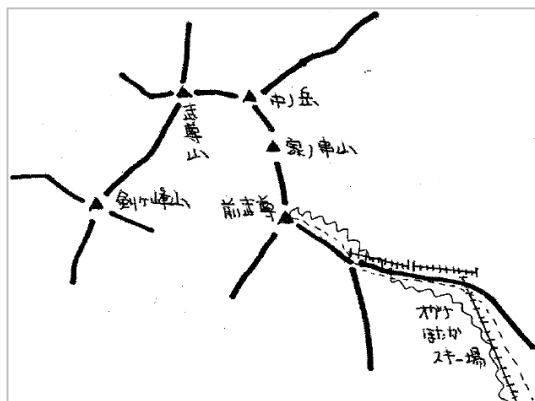 中ノ岳
武尊山
家ノ串山
剣ヶ峰山
前武尊
オグナ
ほたか
スキー場